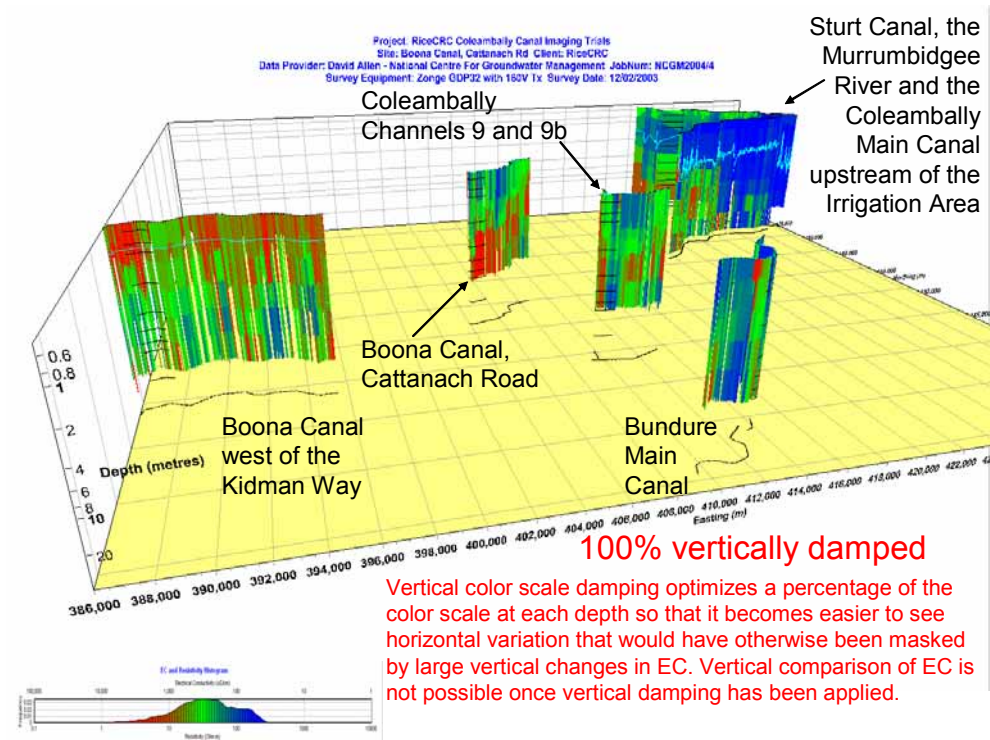 Project: RiceCRC Coleambally Canal Imaging Trials
Site: Boona Canal, Cattanach Rd Client: RiceCRC
Data Provider: David Allen - National Centre For Groundwater Management JobNum: NCGM2004/4
Survey Equipment: Zonge GDP32 with 160V Tx Survey Date: 12/02/2003
Sturt Canal, the
Murrumbidgee
River and the
Coleambally
Main Canal
upstream of the
Irrigation Area
Coleambally
Channels 9 and 9b
Boona Canal,
Cattanach Road
Boona Canal
west of the
Kidman Way
Bundure
Main
Canal
0.6
0.8
1
2
4
6
8
10
20
Depth (metres)
386,000 388,000 390,000 392,000 394,000 396,000 398,000 400,000 402,000 404,000 406,000 408,000 410,000 412,000 414,000 416,000 418,000 420,000 422,000
Easting (m)
100% vertically damped
Vertical color scale damping optimizes a percentage of the
color scale at each depth so that it becomes easier to see
horizontal variation that would have otherwise been masked
by large vertical changes in EC. Vertical comparison of EC is
not possible once vertical damping has been applied.
EC and Resistivity Histogram